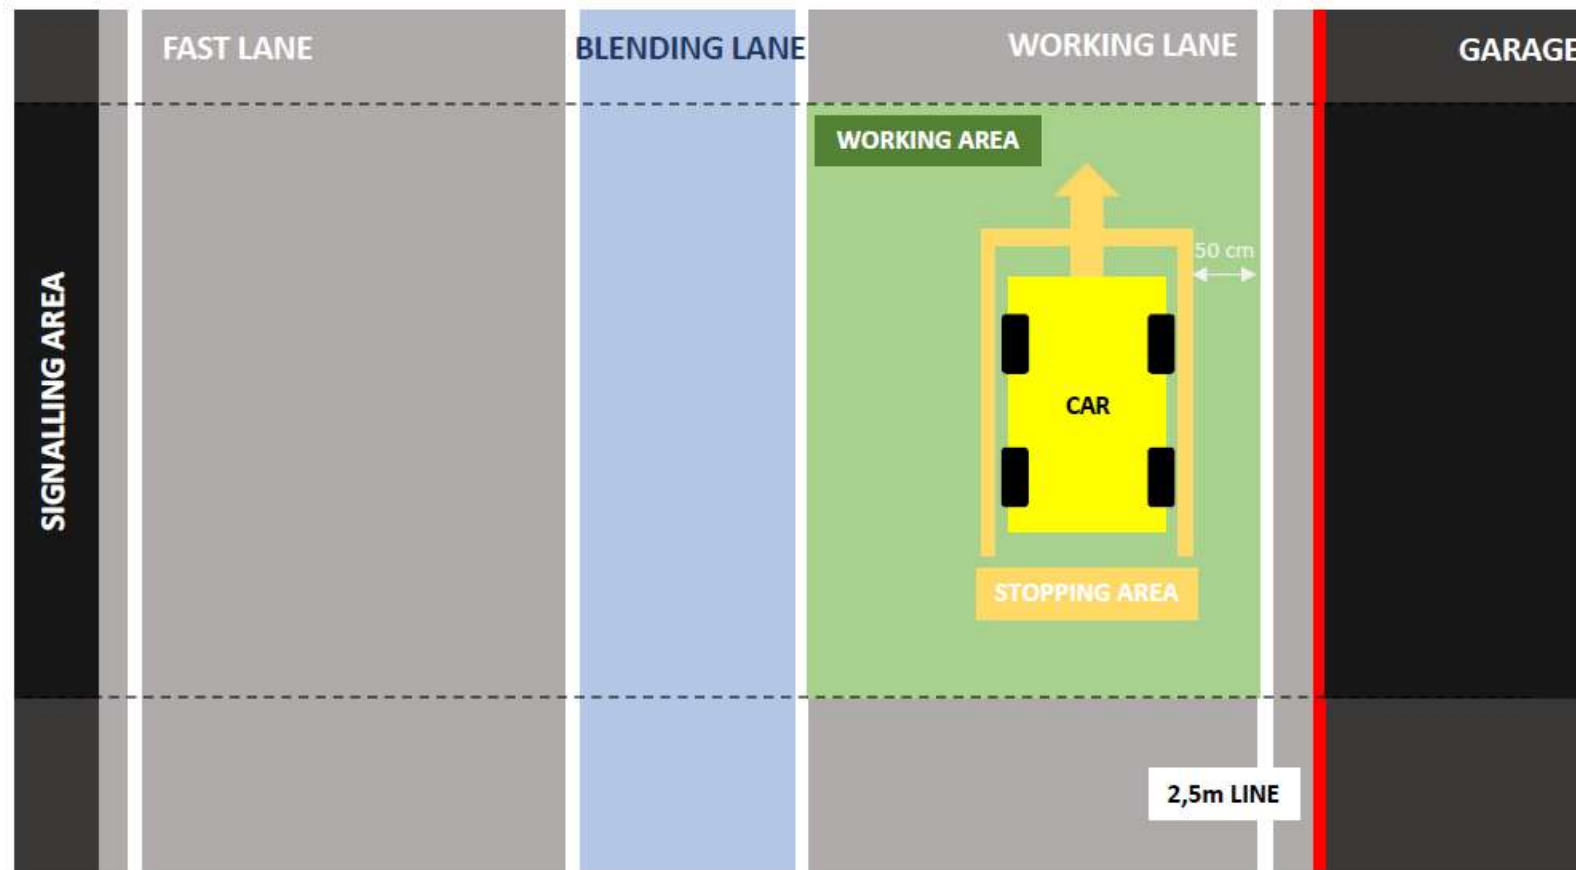 FAST LANE
BLENDING LANE
WORKING LANE
GARAGE
WORKING AREA
50 cm
SIGNALLING AREA
CAR
STOPPING AREA
2,5m LINE